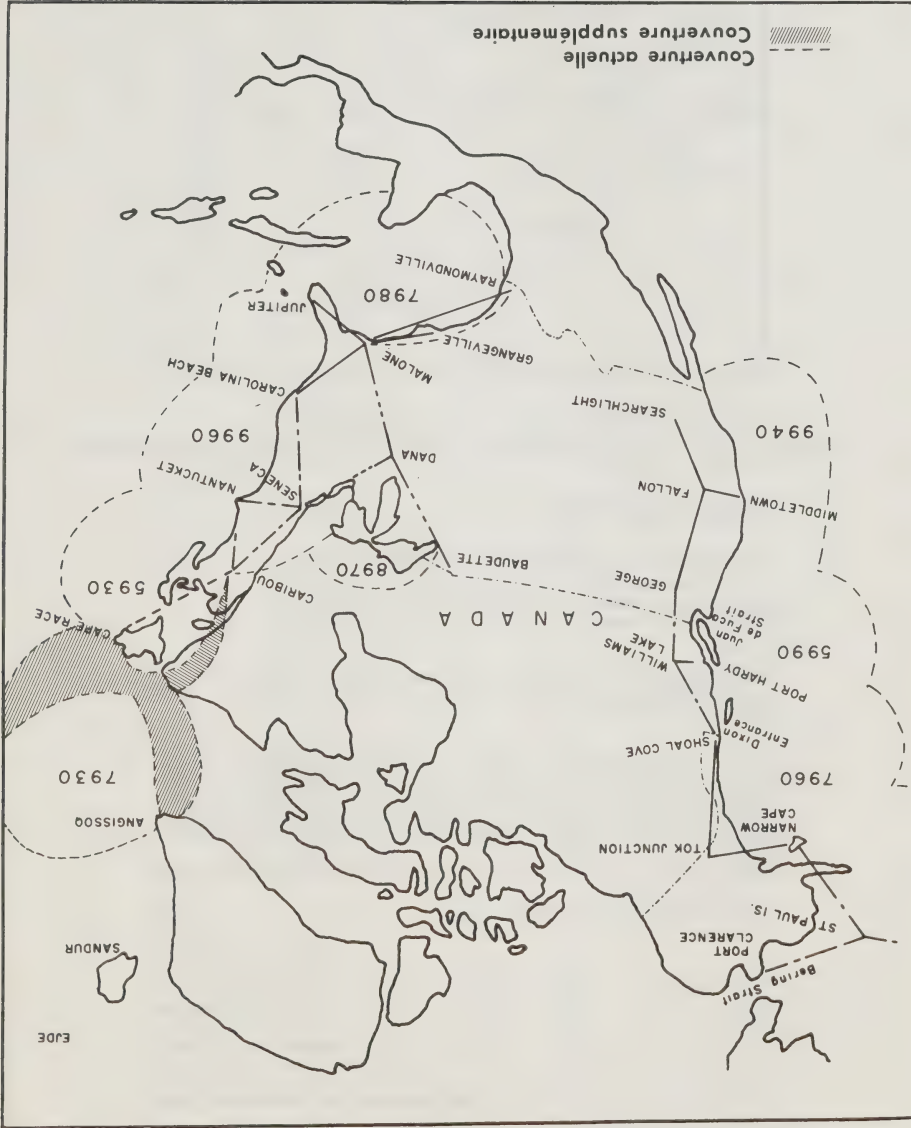 EJDE
SANDUR
Bering Strait
PORT
CLARENCE
ST PAUL IS.
TOK JUNCTION
NARROW
CAPE
ANGISSOQ
7930
7960
SHOAL COVE
Dixon
Entrance
PORT HARDY
WILLIAMS
LAKE
5990
Juan
de Fuca
Strait
CANADA
CAPE RACE
5930
GEORGE
BAUDETTE
8970
CARIBOU
MIDDLETOWN
FALLON
DANA
SENECA
NANTUCKET
9940
9960
SEARCHLIGHT
MALONE
CAROLINA BEACH
GRANGEVILLE
JUPITER
7980
RAYMONDVILLE
Couverture actuelle
Couverture supplémentaire